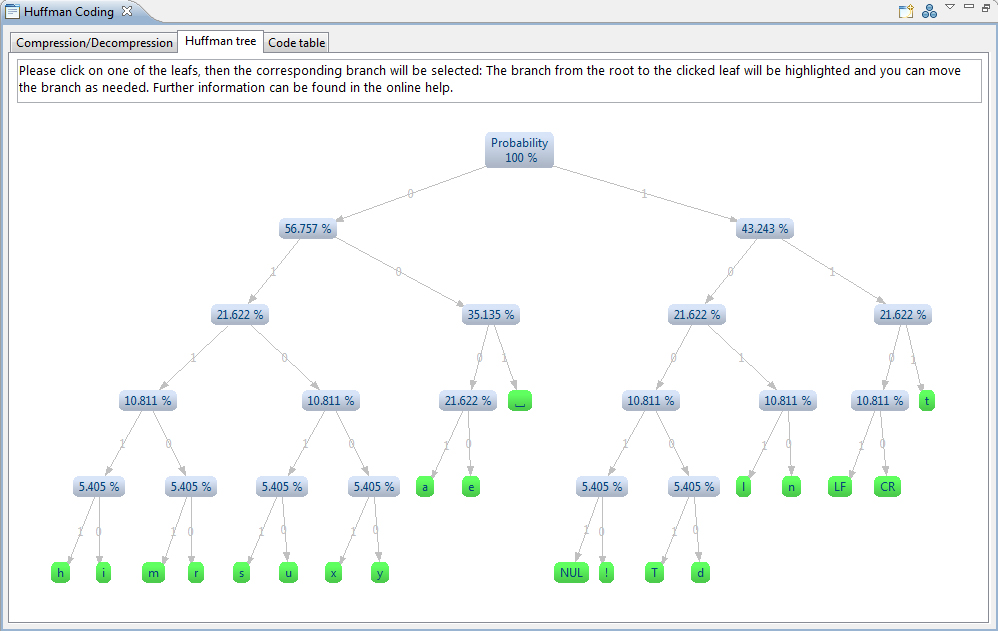 Huffman Coding
Compression/Decompression Huffman tree Code table
Please click on one of the leafs, then the corresponding branch will be selected: The branch from the root to the clicked leaf will be highlighted and you can move
the branch as needed. Further information can be found in the online help.
Probability
100 %
0 1
56.757 % 43.243 %
1 0 0 1
21.622 % 35.135 % 21.622 % 21.622 %
1 0 0 1 0 1 0 1
10.811 % 10.811 % 21.622 % ␣ 10.811 % 10.811 % 10.811 % t
1 0 1 0 1 0 1 0 1 0 1 0
5.405 % 5.405 % 5.405 % 5.405 % a e 5.405 % 5.405 % l n LF CR
1 0 1 0 1 0 1 0 1 0 1 0
h i m r s u x y NUL ! T d